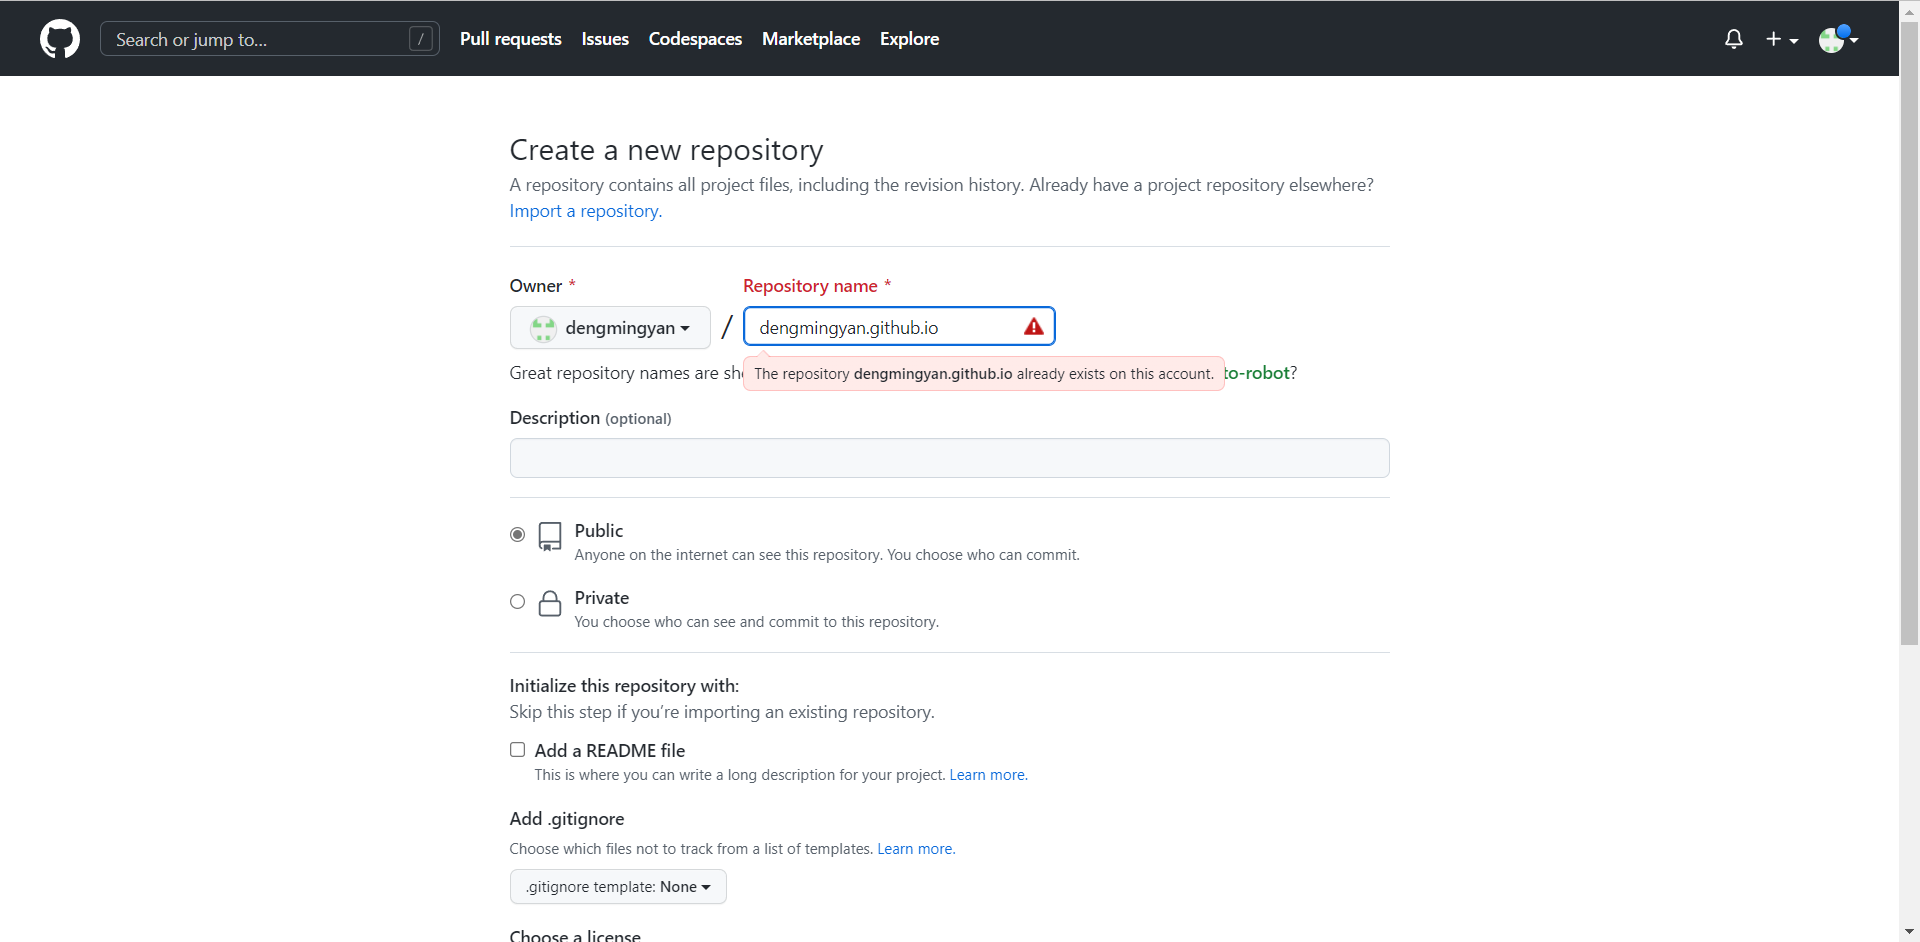 Search or jump to...
/
Pull requests
Issues
Codespaces
Marketplace
Explore
Create a new repository
A repository contains all project files, including the revision history. Already have a project repository elsewhere?
Import a repository.
Owner *
Repository name *
dengmingyan
/
dengmingyan.github.io
Great repository names are sh
to-robot?
The repository dengmingyan.github.io already exists on this account.
Description (optional)
Public
Anyone on the internet can see this repository. You choose who can commit.
Private
You choose who can see and commit to this repository.
Initialize this repository with:
Skip this step if you’re importing an existing repository.
Add a README file
This is where you can write a long description for your project. Learn more.
Add .gitignore
Choose which files not to track from a list of templates. Learn more.
.gitignore template: None
Choose a license